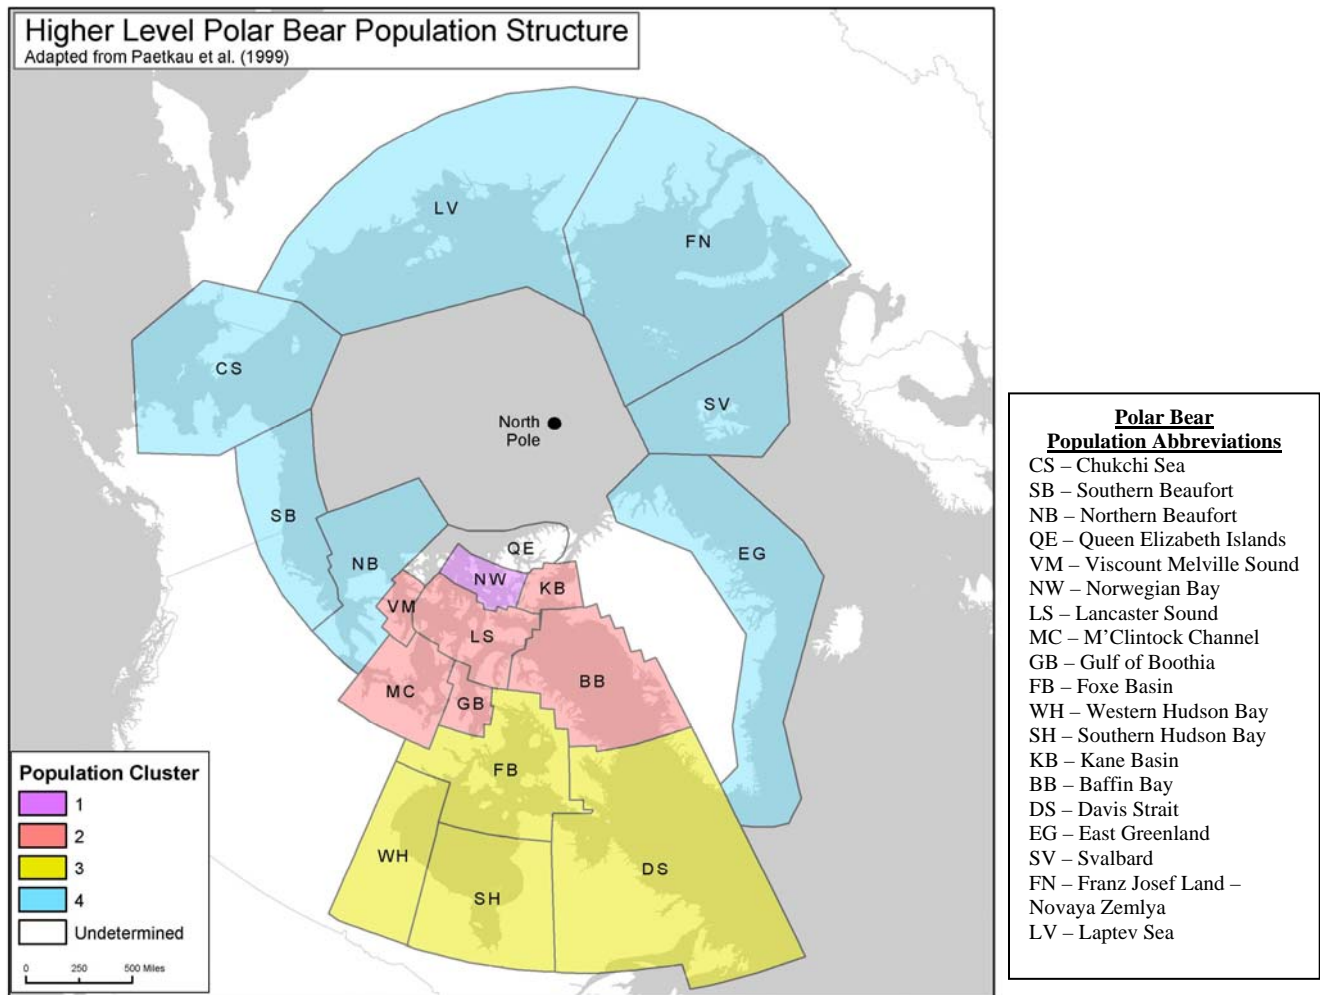 Higher Level Polar Bear Population Structure
Adapted from Paetkau et al. (1999)
LV
FN
CS
SV
North
Pole
SB
NB
QE
EG
NW
KB
VM
LS
MC
GB
BB
FB
WH
SH
DS
Population Cluster
1
2
3
4
Undetermined
0 250 500 Miles
Polar Bear
Population Abbreviations
CS – Chukchi Sea
SB – Southern Beaufort
NB – Northern Beaufort
QE – Queen Elizabeth Islands
VM – Viscount Melville Sound
NW – Norwegian Bay
LS – Lancaster Sound
MC – M’Clintock Channel
GB – Gulf of Boothia
FB – Foxe Basin
WH – Western Hudson Bay
SH – Southern Hudson Bay
KB – Kane Basin
BB – Baffin Bay
DS – Davis Strait
EG – East Greenland
SV – Svalbard
FN – Franz Josef Land –
Novaya Zemlya
LV – Laptev Sea